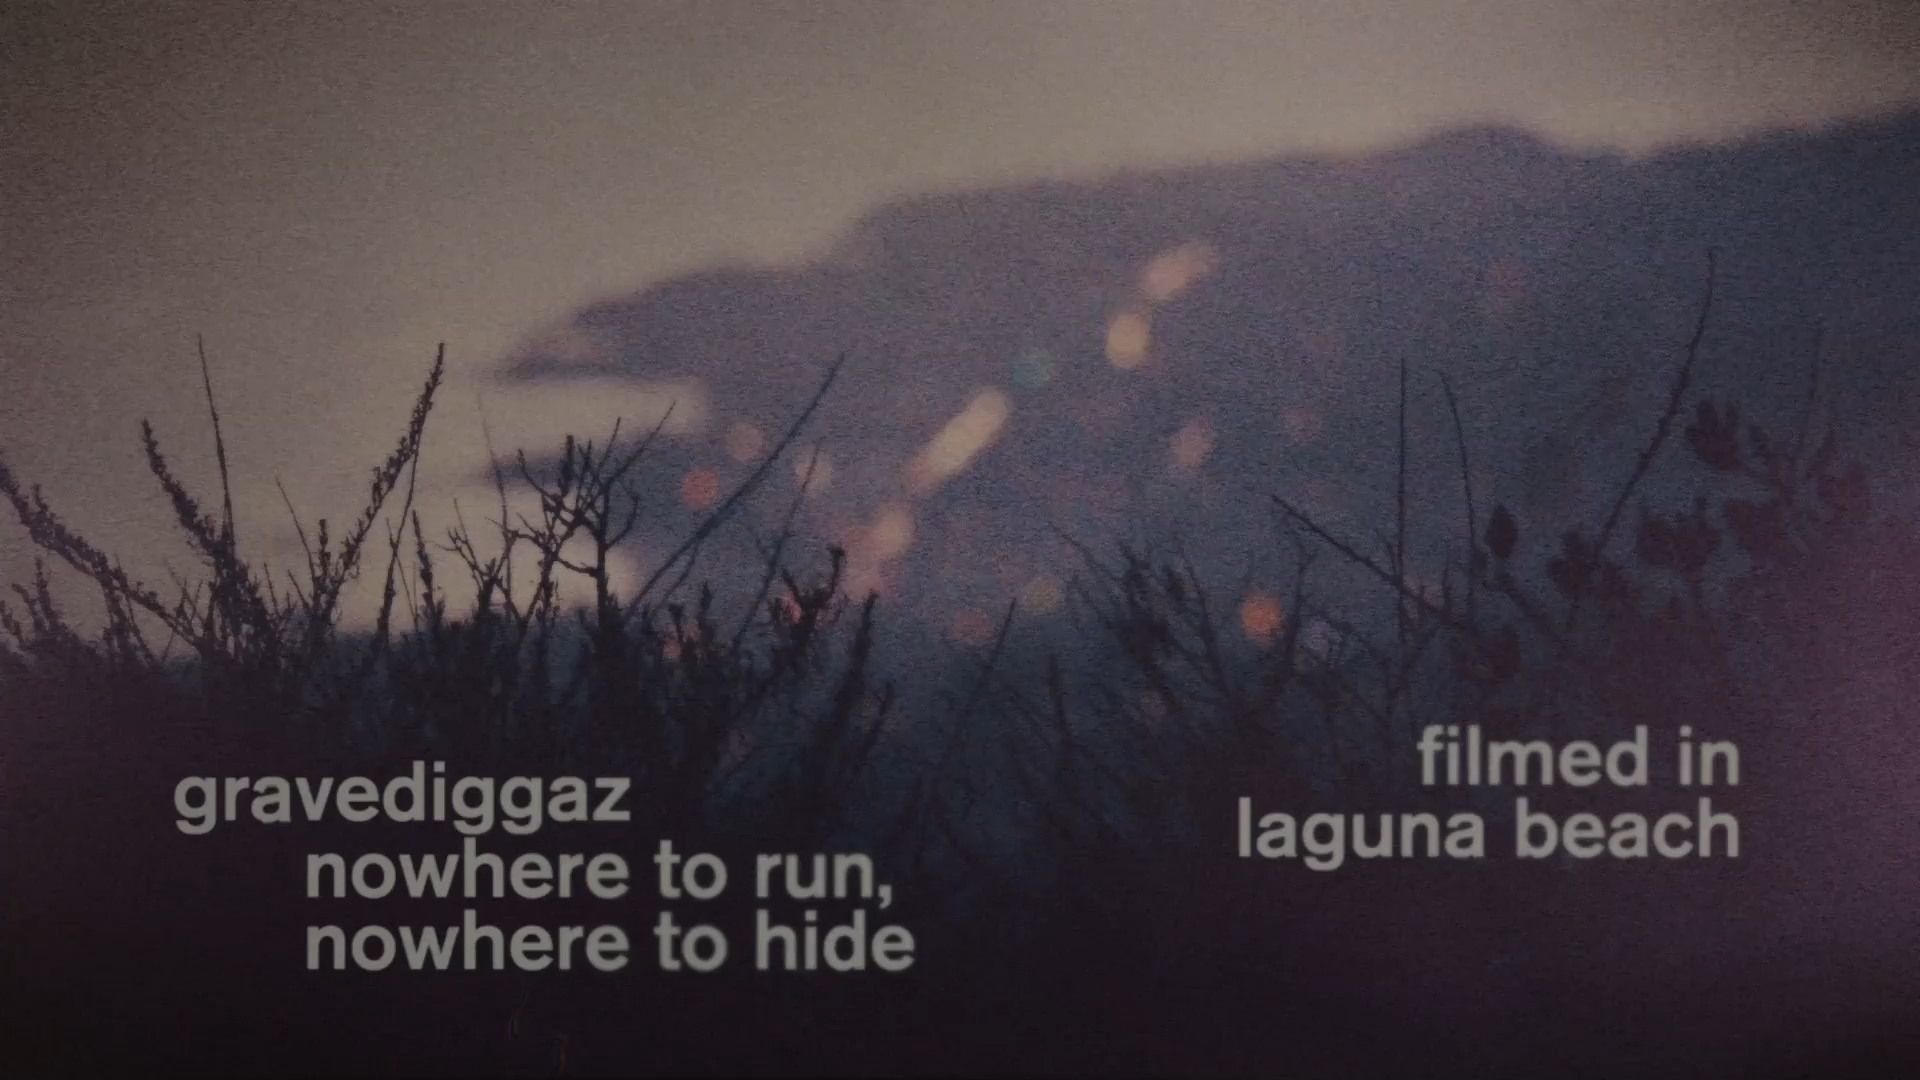 gravediggaz
nowhere to run,
nowhere to hide
filmed in
laguna beach